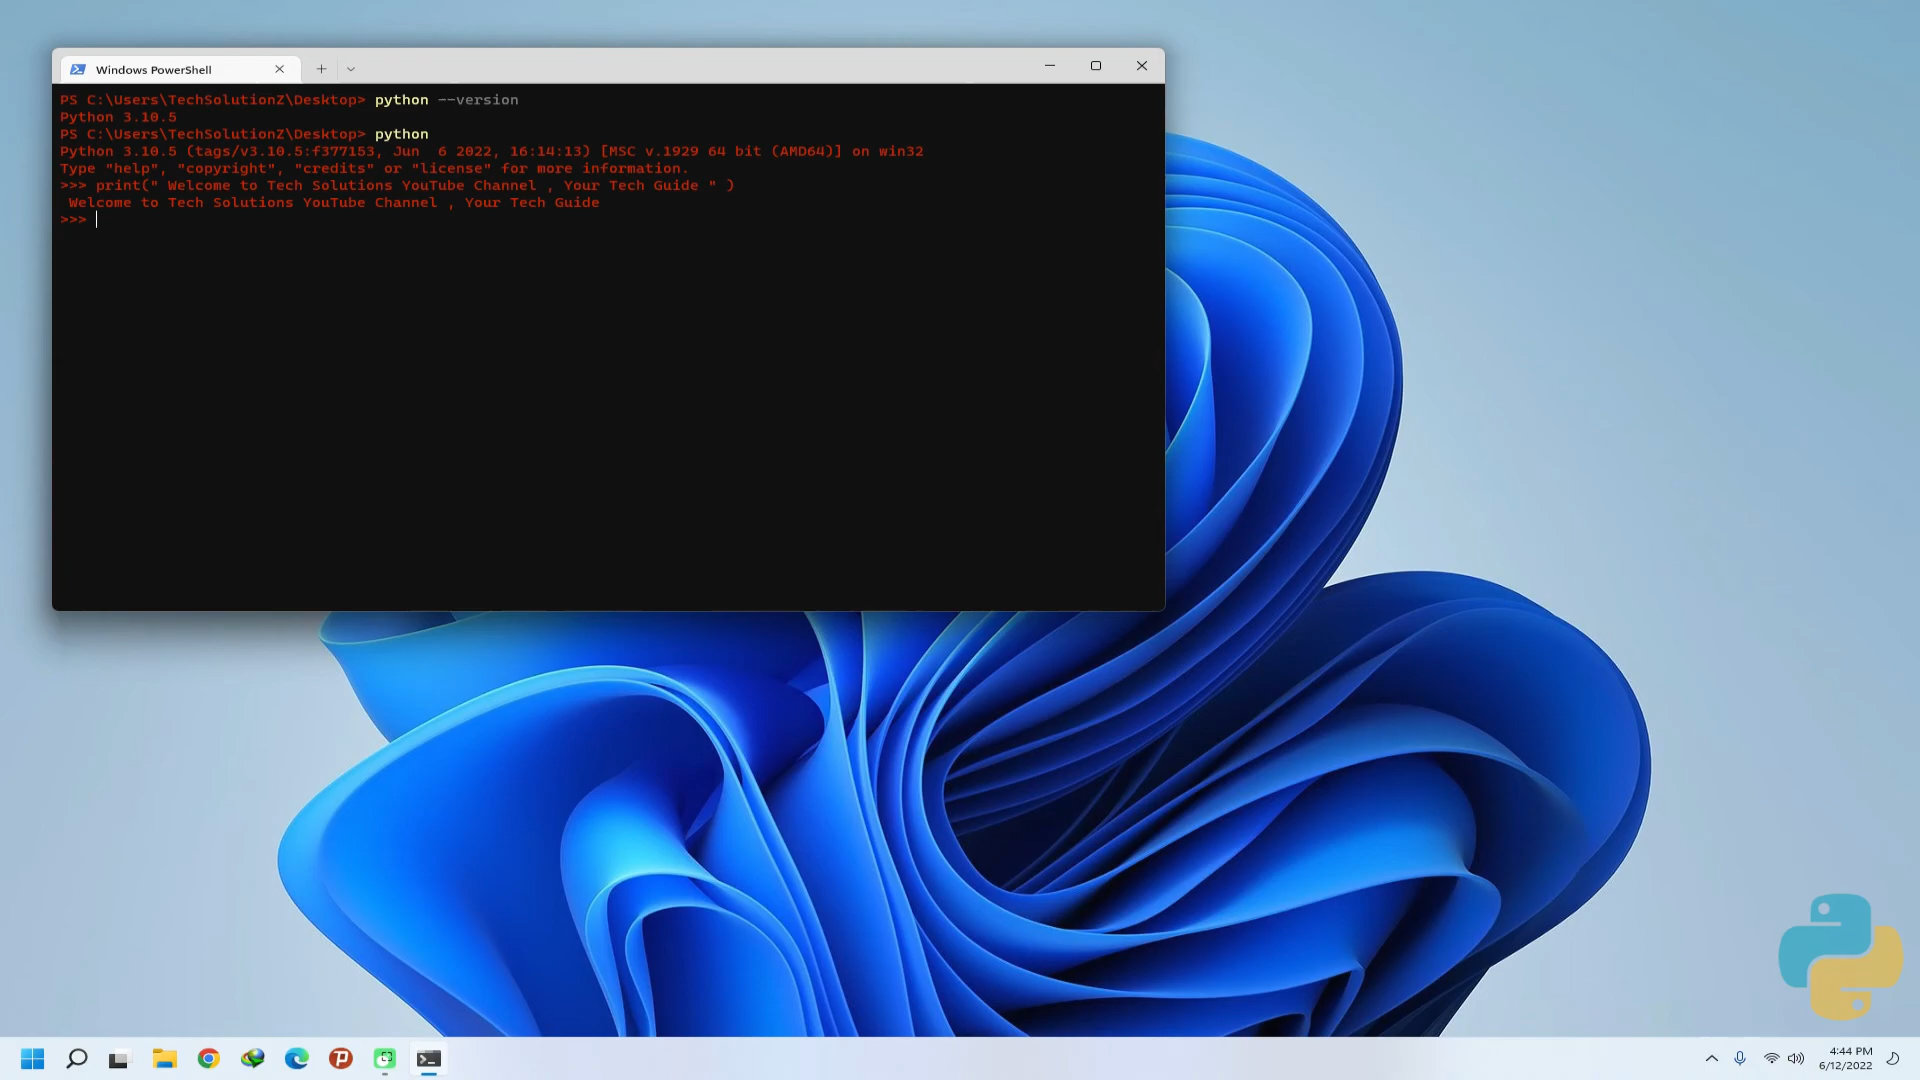 Windows PowerShell
PS C:\Users\TechSolutionZ\Desktop> python --version
Python 3.10.5
PS C:\Users\TechSolutionZ\Desktop> python
Python 3.10.5 (tags/v3.10.5:f377153, Jun  6 2022, 16:14:13) [MSC v.1929 64 bit (AMD64)] on win32
Type "help", "copyright", "credits" or "license" for more information.
>>> print(" Welcome to Tech Solutions YouTube Channel , Your Tech Guide " )
 Welcome to Tech Solutions YouTube Channel , Your Tech Guide
>>>
4:44 PM
6/12/2022